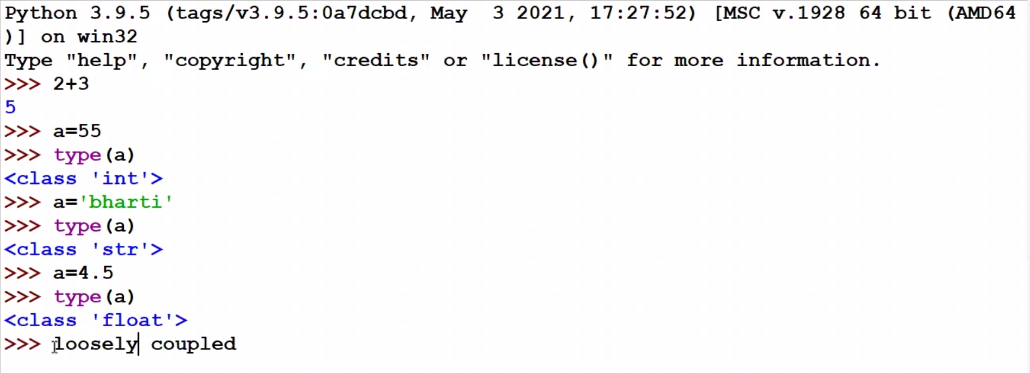 Python 3.9.5 (tags/v3.9.5:0a7dcbd, May  3 2021, 17:27:52) [MSC v.1928 64 bit (AMD64
)] on win32
Type "help", "copyright", "credits" or "license()" for more information.
>>> 2+3
5
>>> a=55
>>> type(a)
<class 'int'>
>>> a='bharti'
>>> type(a)
<class 'str'>
>>> a=4.5
>>> type(a)
<class 'float'>
>>> loosely coupled